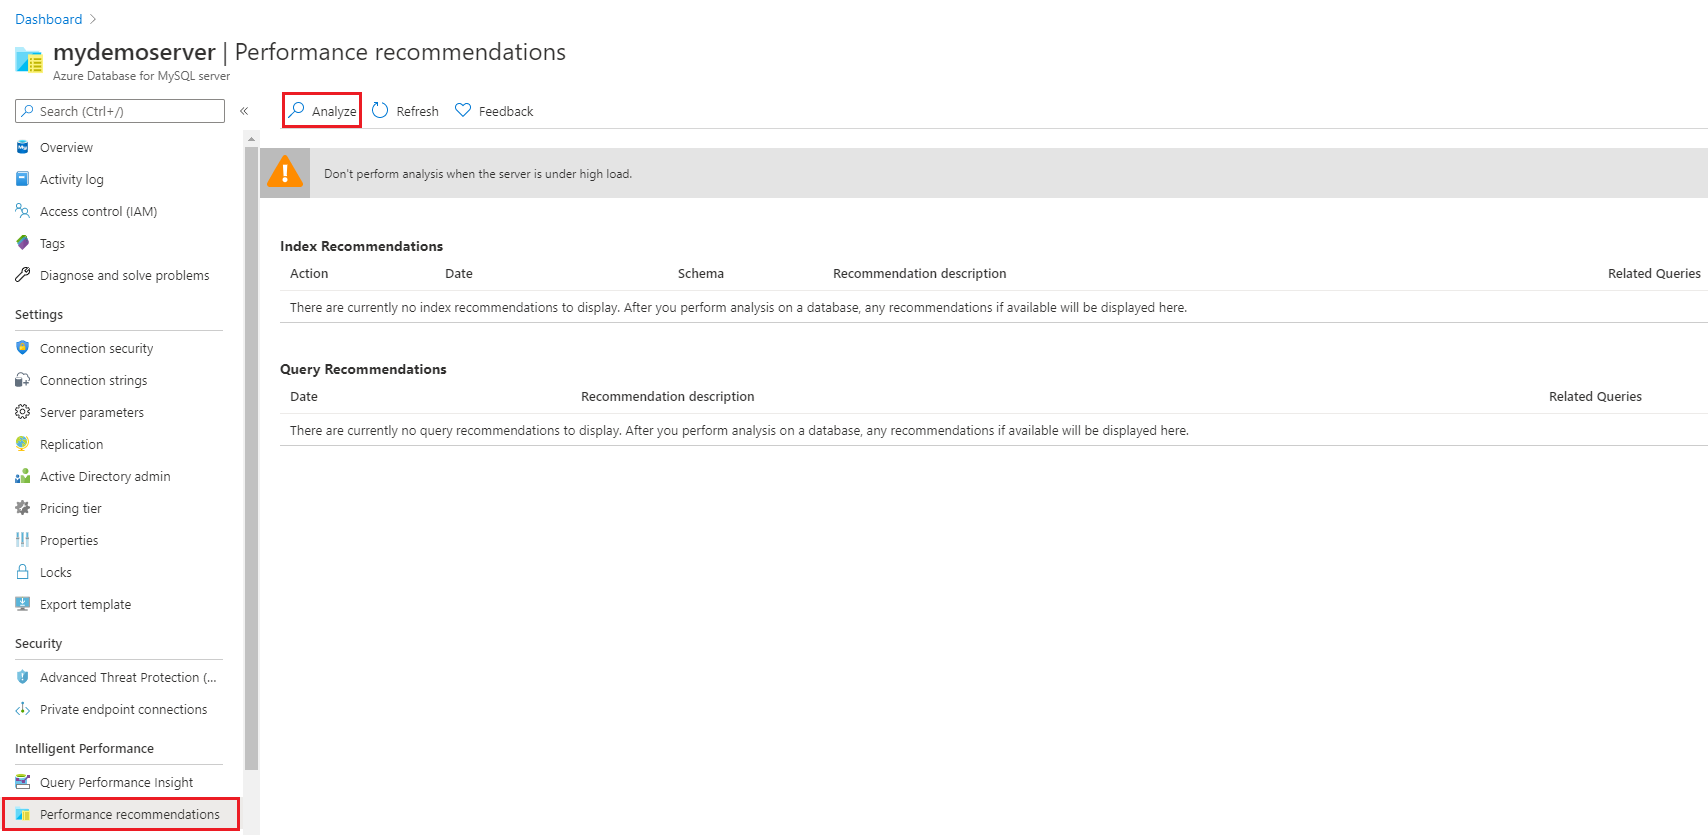 Dashboard >
mydemoserver | Performance recommendations
Azure Database for MySQL server
Search (Ctrl+/)
«
Analyze
Refresh
Feedback
Overview
Activity log
Access control (IAM)
Tags
Diagnose and solve problems
Settings
Connection security
Connection strings
Server parameters
Replication
Active Directory admin
Pricing tier
Properties
Locks
Export template
Security
Advanced Threat Protection (...
Private endpoint connections
Intelligent Performance
Query Performance Insight
Performance recommendations
Don't perform analysis when the server is under high load.
Index Recommendations
Action Date Schema Recommendation description Related Queries
There are currently no index recommendations to display. After you perform analysis on a database, any recommendations if available will be displayed here.
Query Recommendations
Date Recommendation description Related Queries
There are currently no query recommendations to display. After you perform analysis on a database, any recommendations if available will be displayed here.